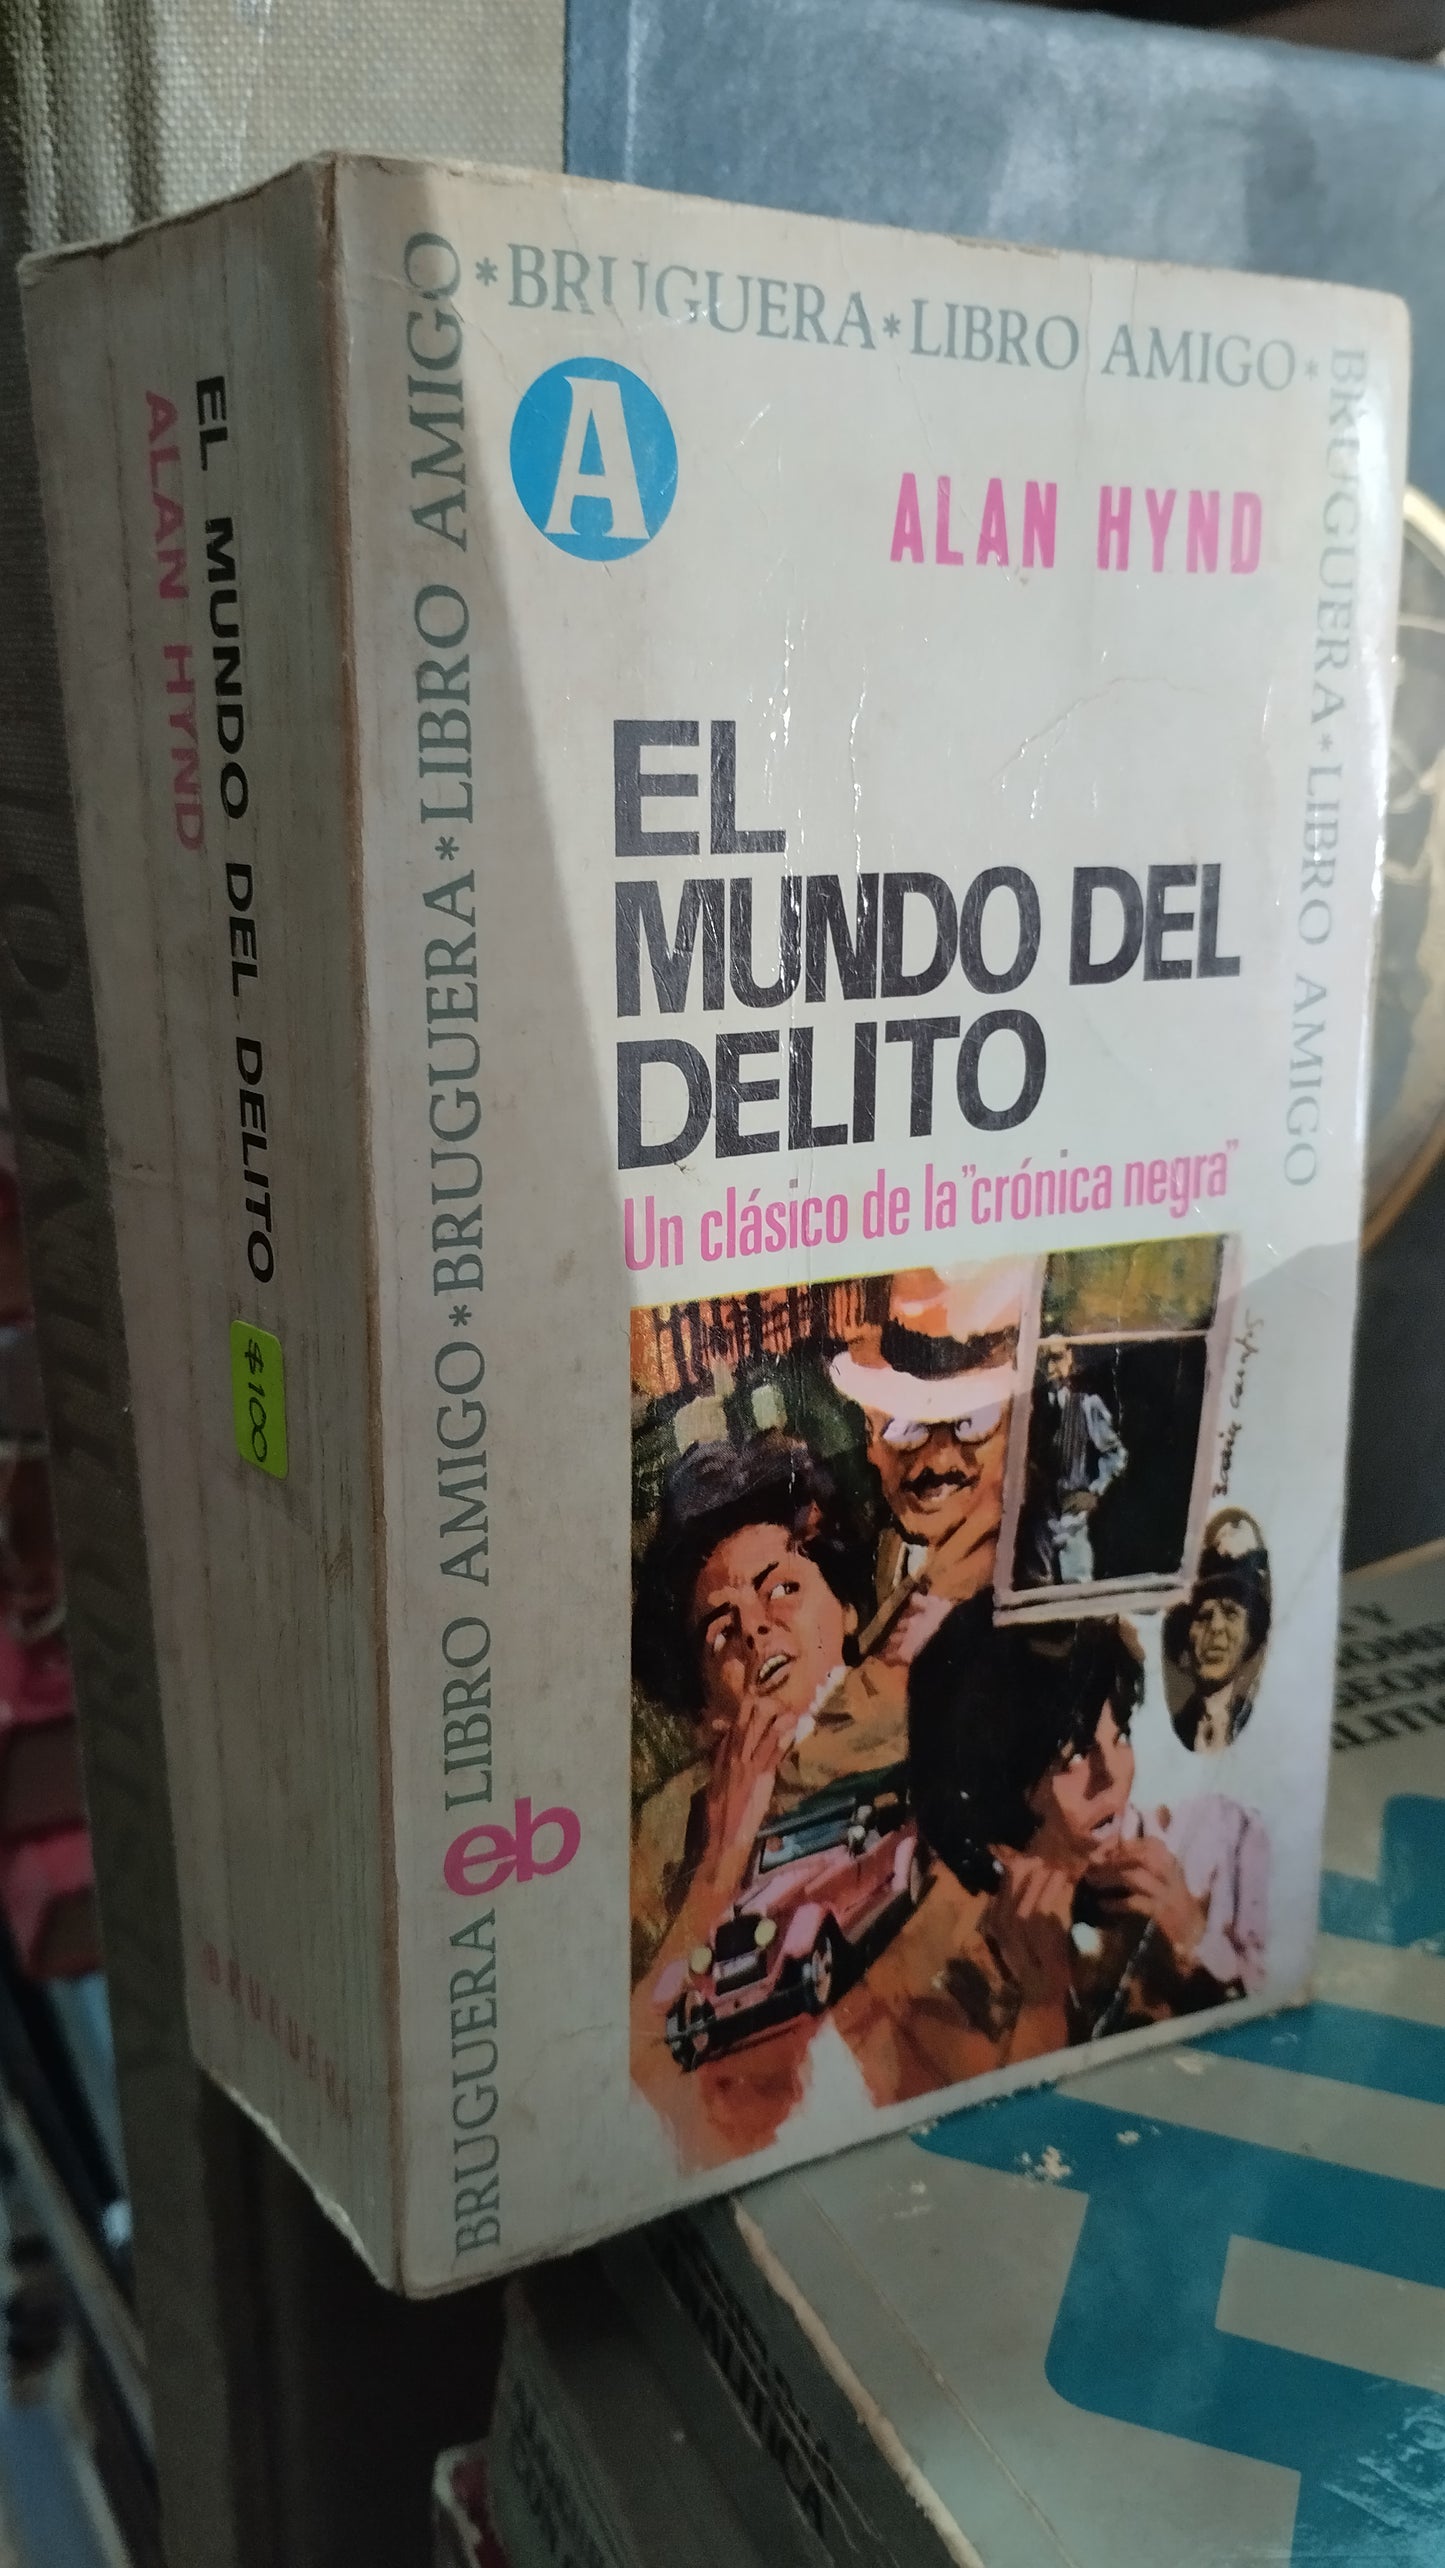 * BRUGUERA * LIBRO AMIGO *
BRUGUERA * LIBRO AMIGO
BRUGUERA LIBRO AMIGO * BRUGUERA * LIBRO AMIGO
A
ALAN HYND
EL
MUNDO DEL
DELITO
Un clásico de la "crónica negra"
eb
EL MUNDO DEL DELITO
ALAN HYND
$100